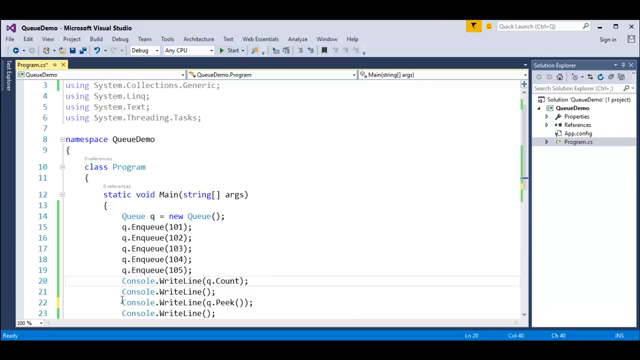 QueueDemo - Microsoft Visual Studio
Quick Launch (Ctrl+Q)
FILE EDIT VIEW PROJECT BUILD DEBUG TEAM TOOLS TEST WEB ESSENTIALS ANALYZE WINDOW HELP
Sign in
Debug Any CPU Start
Test Explorer
Program.cs*
QueueDemo QueueDemo.Program Main(string[] args)
3 using System.Collections.Generic;
4 using System.Linq;
5 using System.Text;
6 using System.Threading.Tasks;
7
8 namespace QueueDemo
9 {
0 references
10 class Program
11 {
0 references
12 static void Main(string[] args)
13 {
14 Queue q = new Queue();
15 q.Enqueue(101);
16 q.Enqueue(102);
17 q.Enqueue(103);
18 q.Enqueue(104);
19 q.Enqueue(105);
20 Console.WriteLine(q.Count);
21 Console.WriteLine();
22 Console.WriteLine(q.Peek());
23 Console.WriteLine();
100 %
Ready
Ln 20 Col 40 Ch 40 INS
Solution Explorer
Search Solution Explorer (Ctrl+;)
Solution 'QueueDemo' (1 project)
QueueDemo
Properties
References
App.config
Program.cs